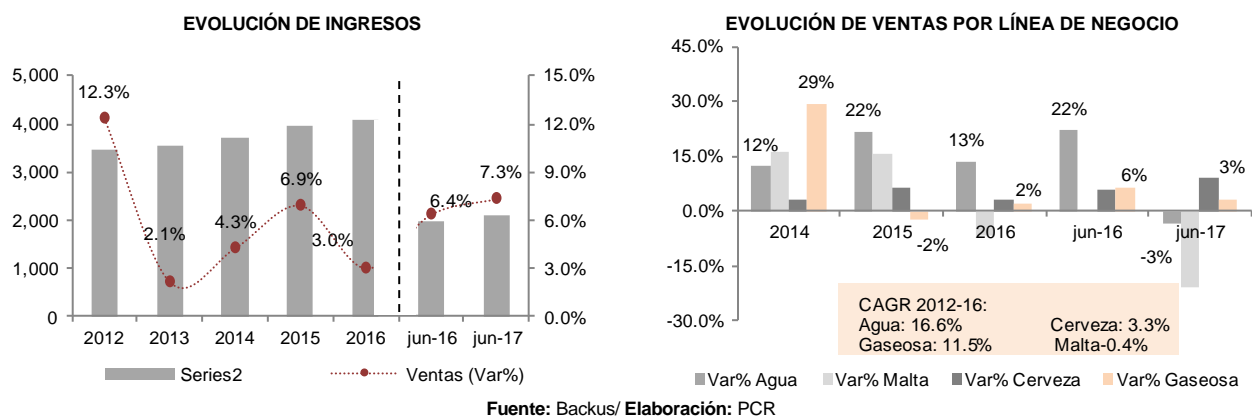 EVOLUCIÓN DE INGRESOS
5,000
4,000
3,000
2,000
1,000
0
15.0%
12.0%
9.0%
6.0%
3.0%
0.0%
12.3%
2.1%
4.3%
6.9%
3.0%
6.4%
7.3%
2012 2013 2014 2015 2016 jun-16 jun-17
Series2 Ventas (Var%)
EVOLUCIÓN DE VENTAS POR LÍNEA DE NEGOCIO
45.0%
30.0%
15.0%
0.0%
-15.0%
-30.0%
12% 29% 22% -2% 13% 2% 22% 6% -3% 3%
2014 2015 2016 jun-16 jun-17
CAGR 2012-16:
Agua: 16.6% Cerveza: 3.3%
Gaseosa: 11.5% Malta-0.4%
Var% Agua Var% Malta Var% Cerveza Var% Gaseosa
Fuente: Backus/ Elaboración: PCR